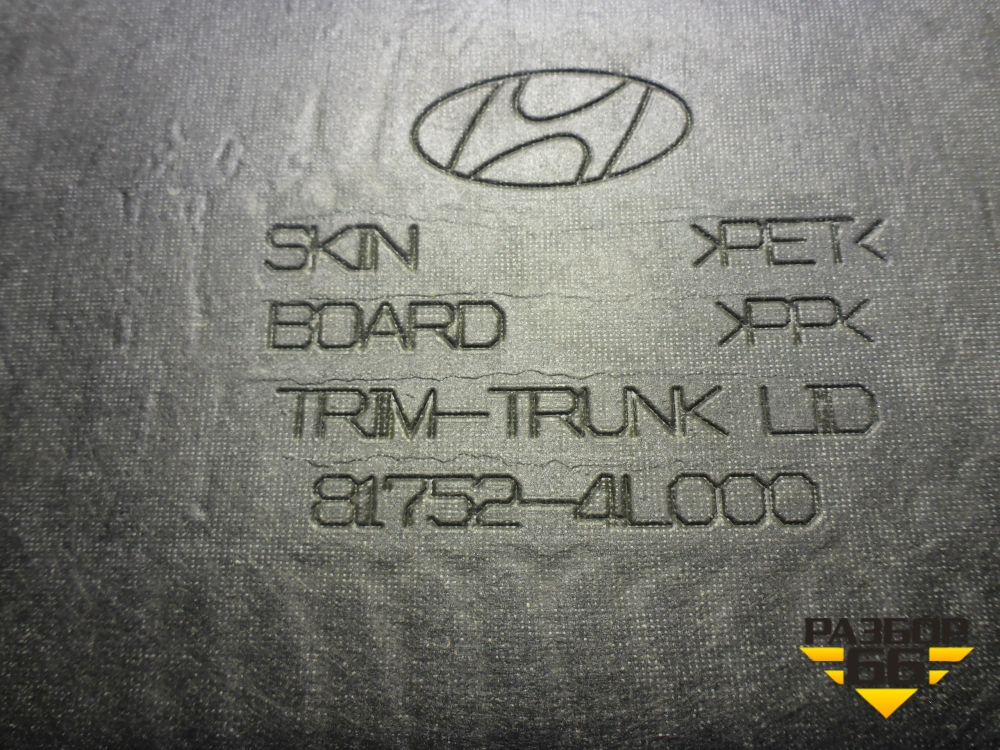 SKIN >PET<
BOARD >PP<
TRIM-TRUNK LID
81752-4L000
РАЗБОР
66